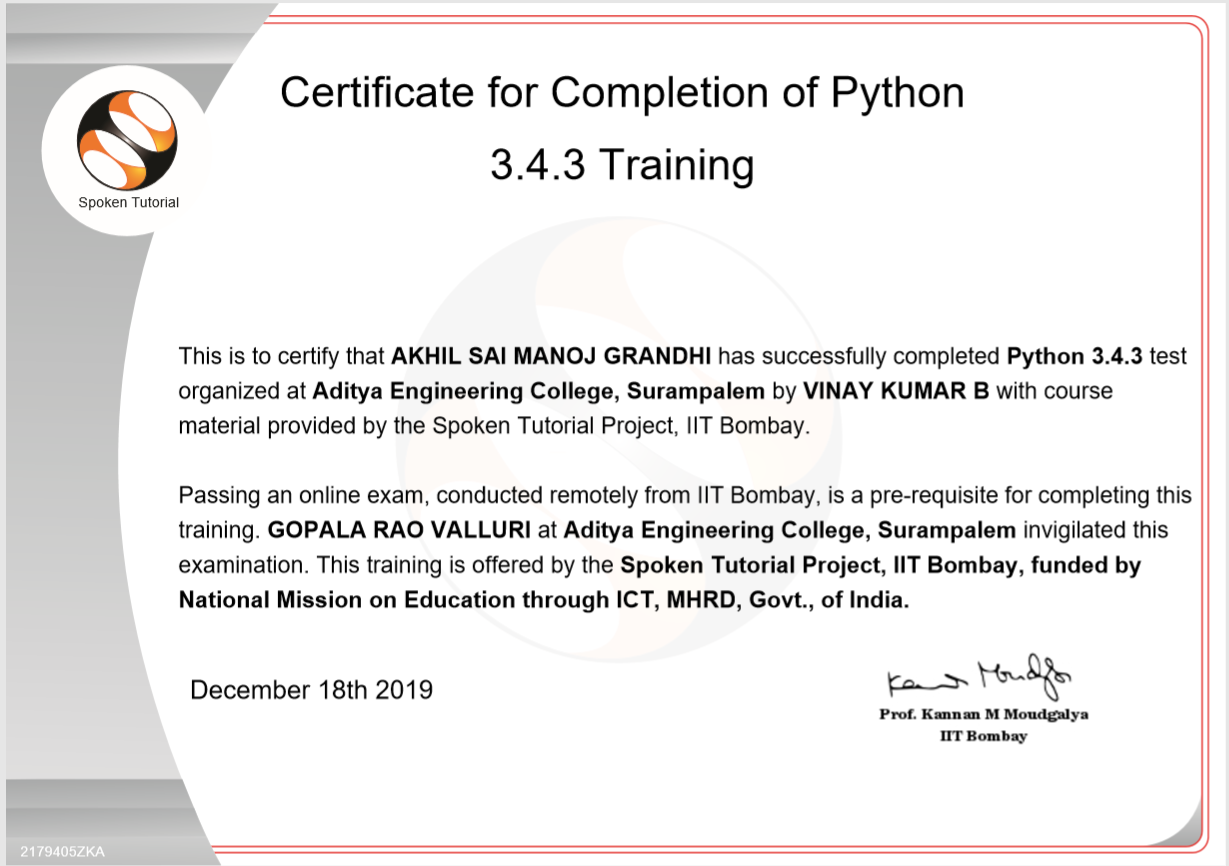 Certificate for Completion of Python
3.4.3 Training
Spoken Tutorial
This is to certify that AKHIL SAI MANOJ GRANDHI has successfully completed Python 3.4.3 test
organized at Aditya Engineering College, Surampalem by VINAY KUMAR B with course
material provided by the Spoken Tutorial Project, IIT Bombay.
Passing an online exam, conducted remotely from IIT Bombay, is a pre-requisite for completing this
training. GOPALA RAO VALLURI at Aditya Engineering College, Surampalem invigilated this
examination. This training is offered by the Spoken Tutorial Project, IIT Bombay, funded by
National Mission on Education through ICT, MHRD, Govt., of India.
December 18th 2019
Kannan Moudgalya
Prof. Kannan M Moudgalya
IIT Bombay
2179405ZKA